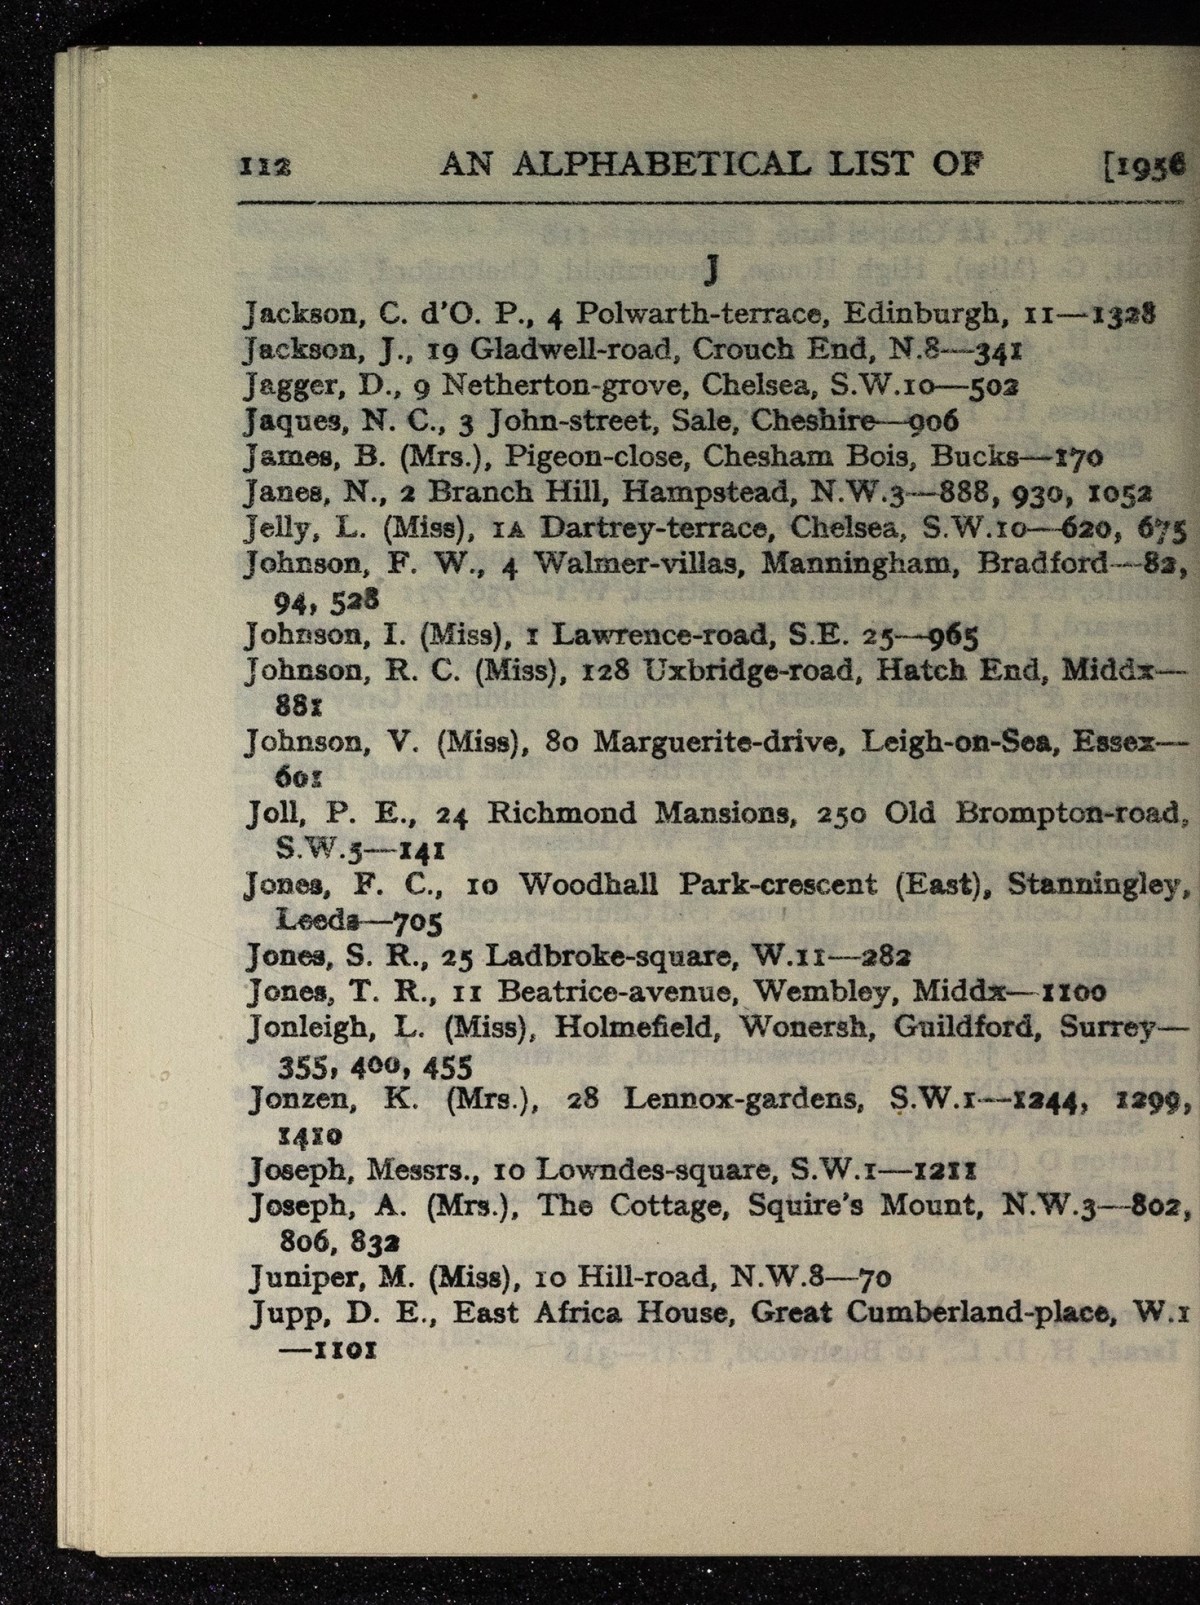 112 AN ALPHABETICAL LIST OF [1956
J
Jackson, C. d'O. P., 4 Polwarth-terrace, Edinburgh, 11—1328
Jackson, J., 19 Gladwell-road, Crouch End, N.8—341
Jagger, D., 9 Netherton-grove, Chelsea, S.W.10—502
Jaques, N. C., 3 John-street, Sale, Cheshire—906
James, B. (Mrs.), Pigeon-close, Chesham Bois, Bucks—170
Janes, N., 2 Branch Hill, Hampstead, N.W.3—888, 930, 1052
Jelly, L. (Miss), 1A Dartrey-terrace, Chelsea, S.W.10—620, 675
Johnson, F. W., 4 Walmer-villas, Manningham, Bradford—82,
94, 528
Johnson, I. (Miss), 1 Lawrence-road, S.E. 25—965
Johnson, R. C. (Miss), 128 Uxbridge-road, Hatch End, Middx—
881
Johnson, V. (Miss), 80 Marguerite-drive, Leigh-on-Sea, Essex—
601
Joll, P. E., 24 Richmond Mansions, 250 Old Brompton-road,
S.W.5—141
Jones, F. C., 10 Woodhall Park-crescent (East), Stanningley,
Leeds—705
Jones, S. R., 25 Ladbroke-square, W.11—282
Jones, T. R., 11 Beatrice-avenue, Wembley, Middx—1100
Jonleigh, L. (Miss), Holmefield, Wonersh, Guildford, Surrey—
355, 400, 455
Jonzen, K. (Mrs.), 28 Lennox-gardens, S.W.1—1244, 1299,
1410
Joseph, Messrs., 10 Lowndes-square, S.W.1—1211
Joseph, A. (Mrs.), The Cottage, Squire's Mount, N.W.3—802,
806, 832
Juniper, M. (Miss), 10 Hill-road, N.W.8—70
Jupp, D. E., East Africa House, Great Cumberland-place, W.1
—1101